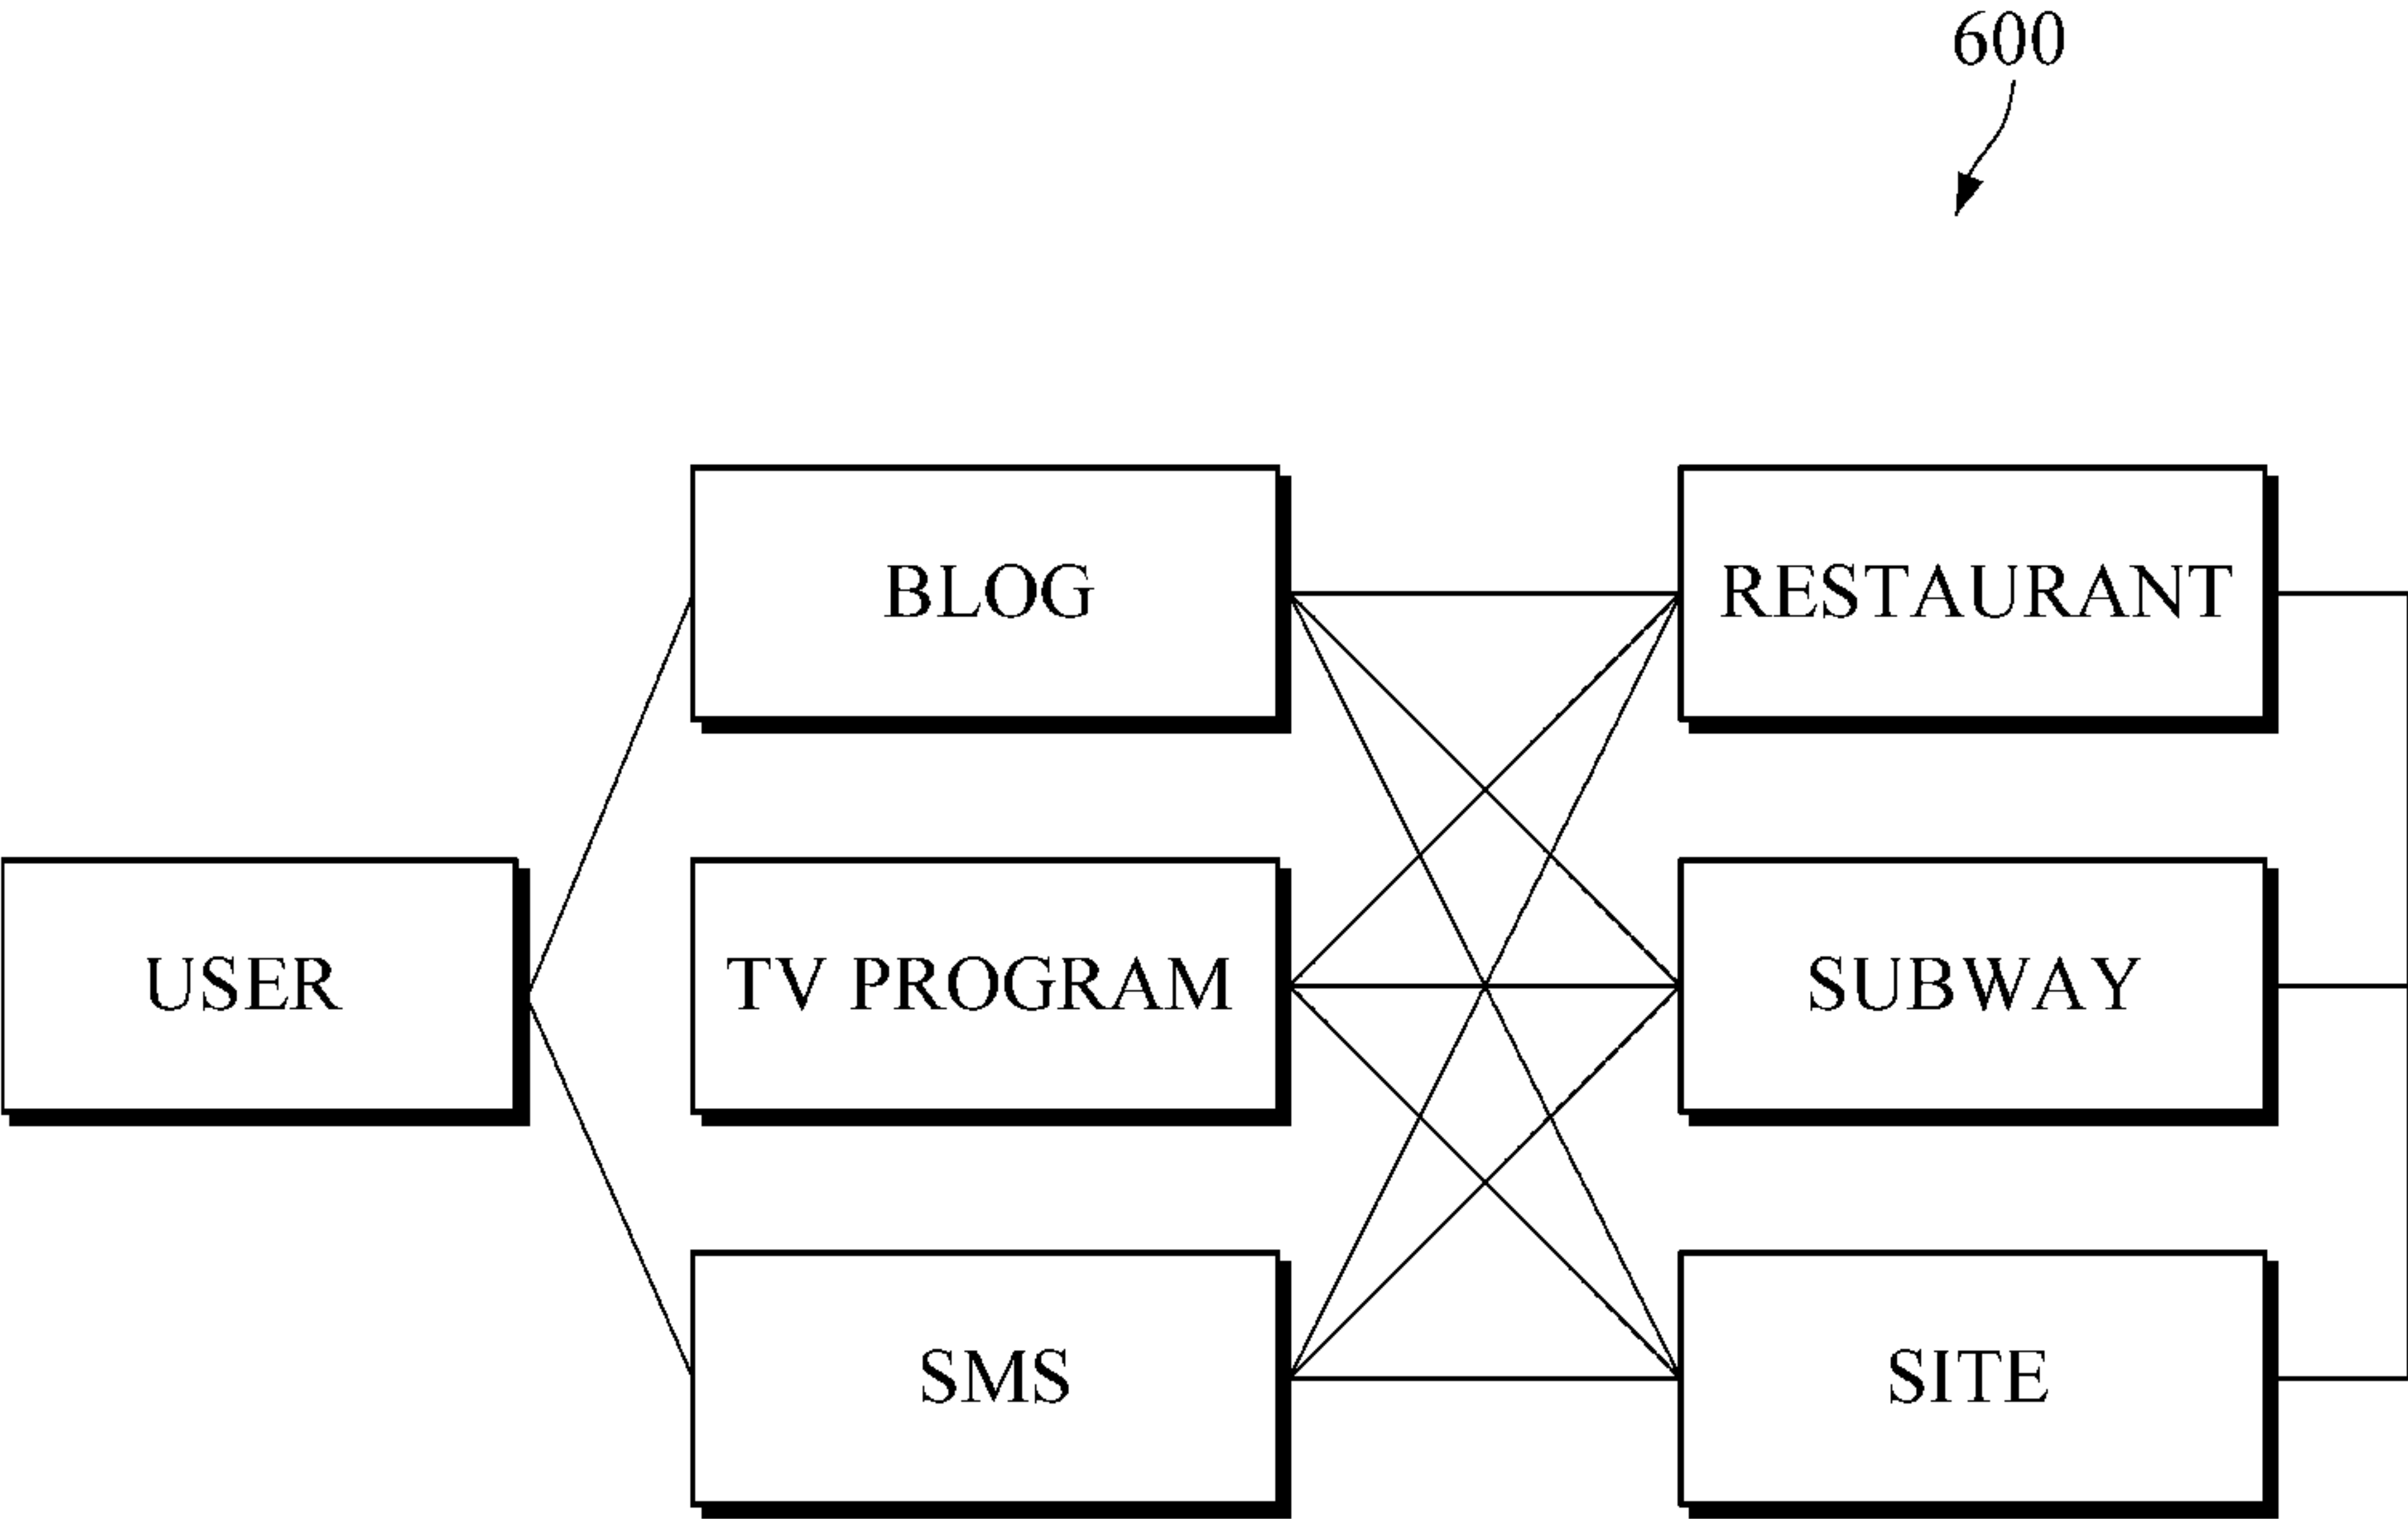 600
BLOG
RESTAURANT
USER
TV PROGRAM
SUBWAY
SMS
SITE